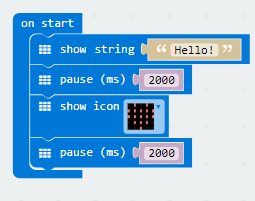 on start
show string “ Hello! ”
pause (ms) 2000
show icon
pause (ms) 2000